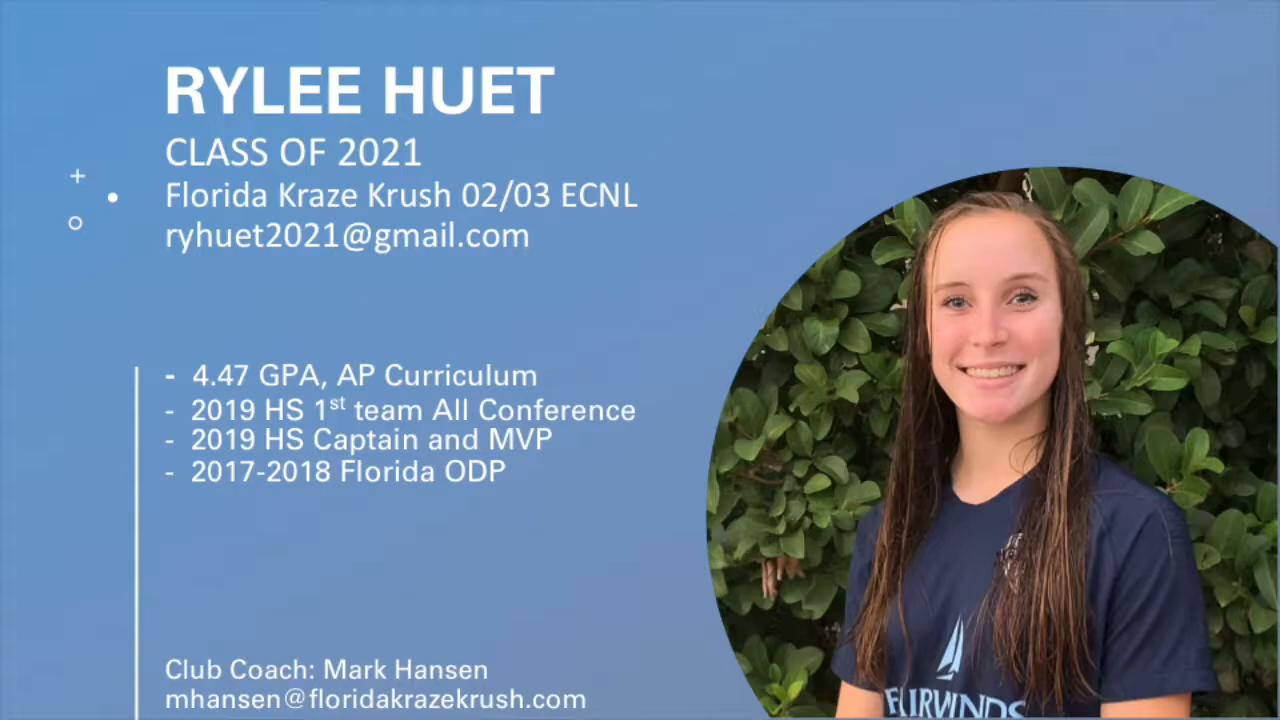 RYLEE HUET
CLASS OF 2021
Florida Kraze Krush 02/03 ECNL
ryhuet2021@gmail.com
- 4.47 GPA, AP Curriculum
- 2019 HS 1st team All Conference
- 2019 HS Captain and MVP
- 2017-2018 Florida ODP
Club Coach: Mark Hansen
mhansen@floridakrazekrush.com
FAIRWINDS